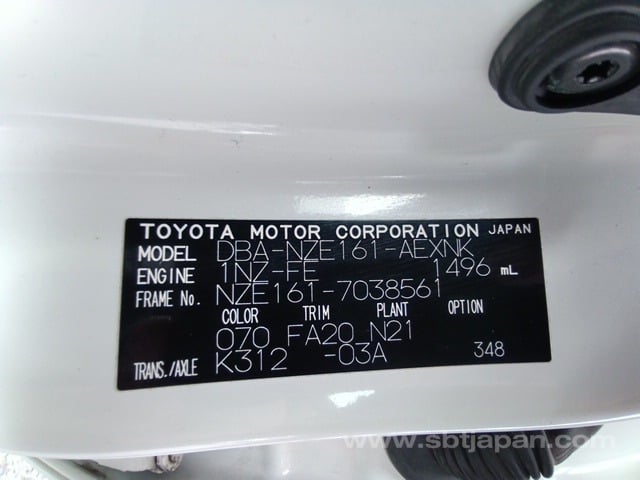 TOYOTA MOTOR CORPORATION JAPAN
MODEL DBA-NZE161-AEXNK
ENGINE 1NZ-FE 1496 mL
FRAME No. NZE161-7038561
COLOR TRIM PLANT OPTION
070 FA20 N21
TRANS./AXLE K312 -03A 348
www.sbtjapan.com